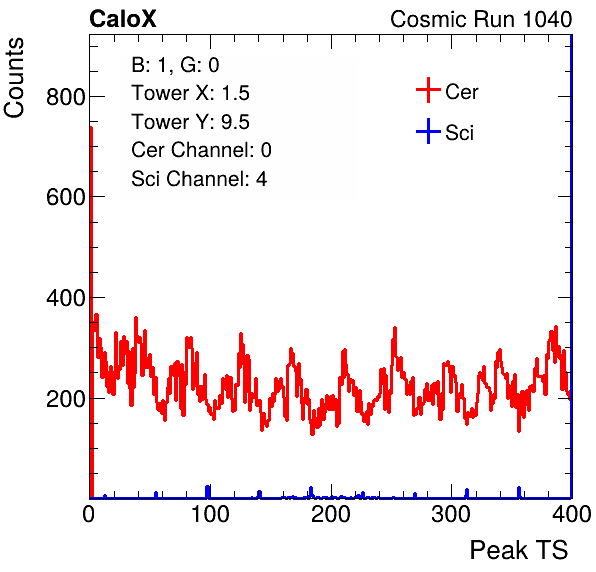 CaloX Cosmic Run 1040
Counts
B: 1, G: 0
Tower X: 1.5
Tower Y: 9.5
Cer Channel: 0
Sci Channel: 4
Cer
Sci
800
600
400
200
0 100 200 300 400
Peak TS